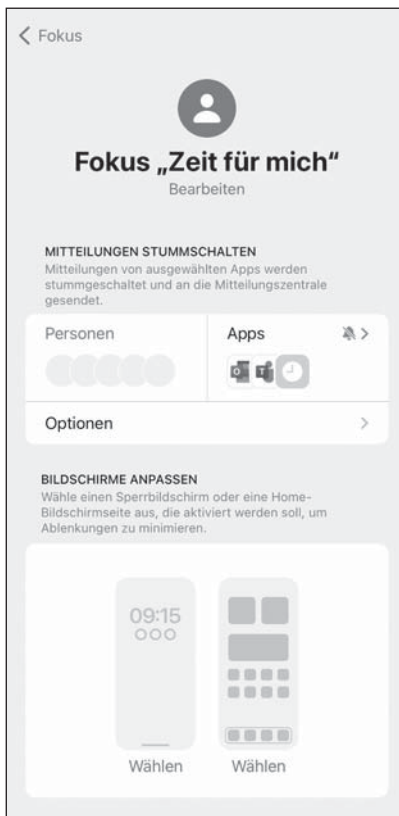 Fokus
Fokus „Zeit für mich“
Bearbeiten
MITTEILUNGEN STUMMSCHALTEN
Mitteilungen von ausgewählten Apps werden
stummgeschaltet und an die Mitteilungszentrale
gesendet.
Personen
Apps
Optionen
BILDSCHIRME ANPASSEN
Wähle einen Sperrbildschirm oder eine Home-
Bildschirmseite aus, die aktiviert werden soll, um
Ablenkungen zu minimieren.
09:15
Wählen
Wählen